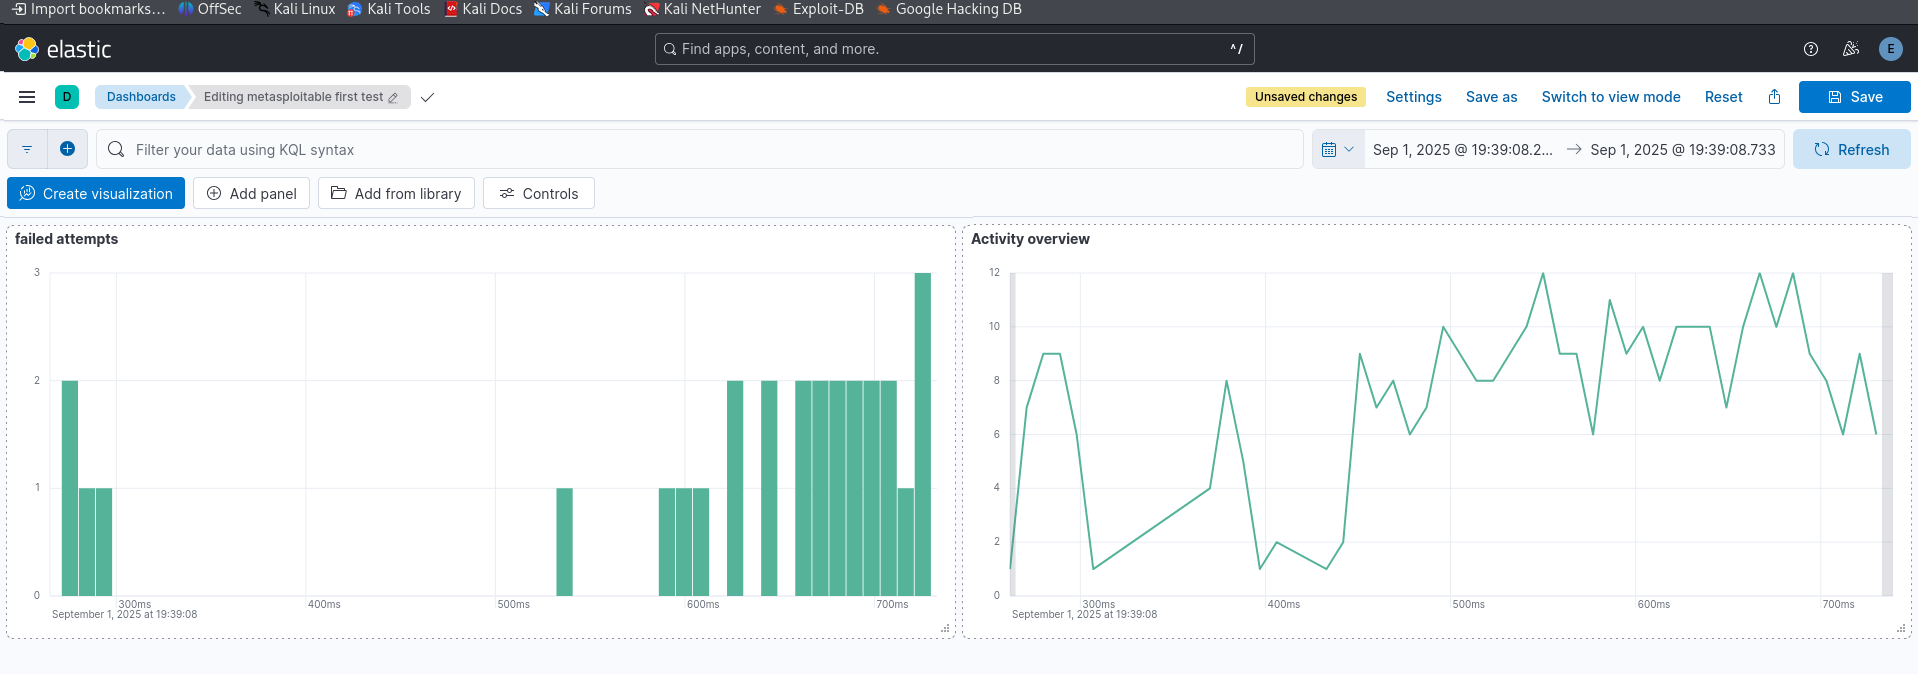 Import bookmarks... OffSec Kali Linux Kali Tools Kali Docs Kali Forums Kali NetHunter Exploit-DB Google Hacking DB
elastic Find apps, content, and more. ^/ E
D Dashboards Editing metasploitable first test Unsaved changes Settings Save as Switch to view mode Reset Save
Filter your data using KQL syntax Sep 1, 2025 @ 19:39:08.2... → Sep 1, 2025 @ 19:39:08.733 Refresh
Create visualization Add panel Add from library Controls
failed attempts
3
2
1
0
300ms 400ms 500ms 600ms 700ms
September 1, 2025 at 19:39:08
Activity overview
12
10
8
6
4
2
0
300ms 400ms 500ms 600ms 700ms
September 1, 2025 at 19:39:08